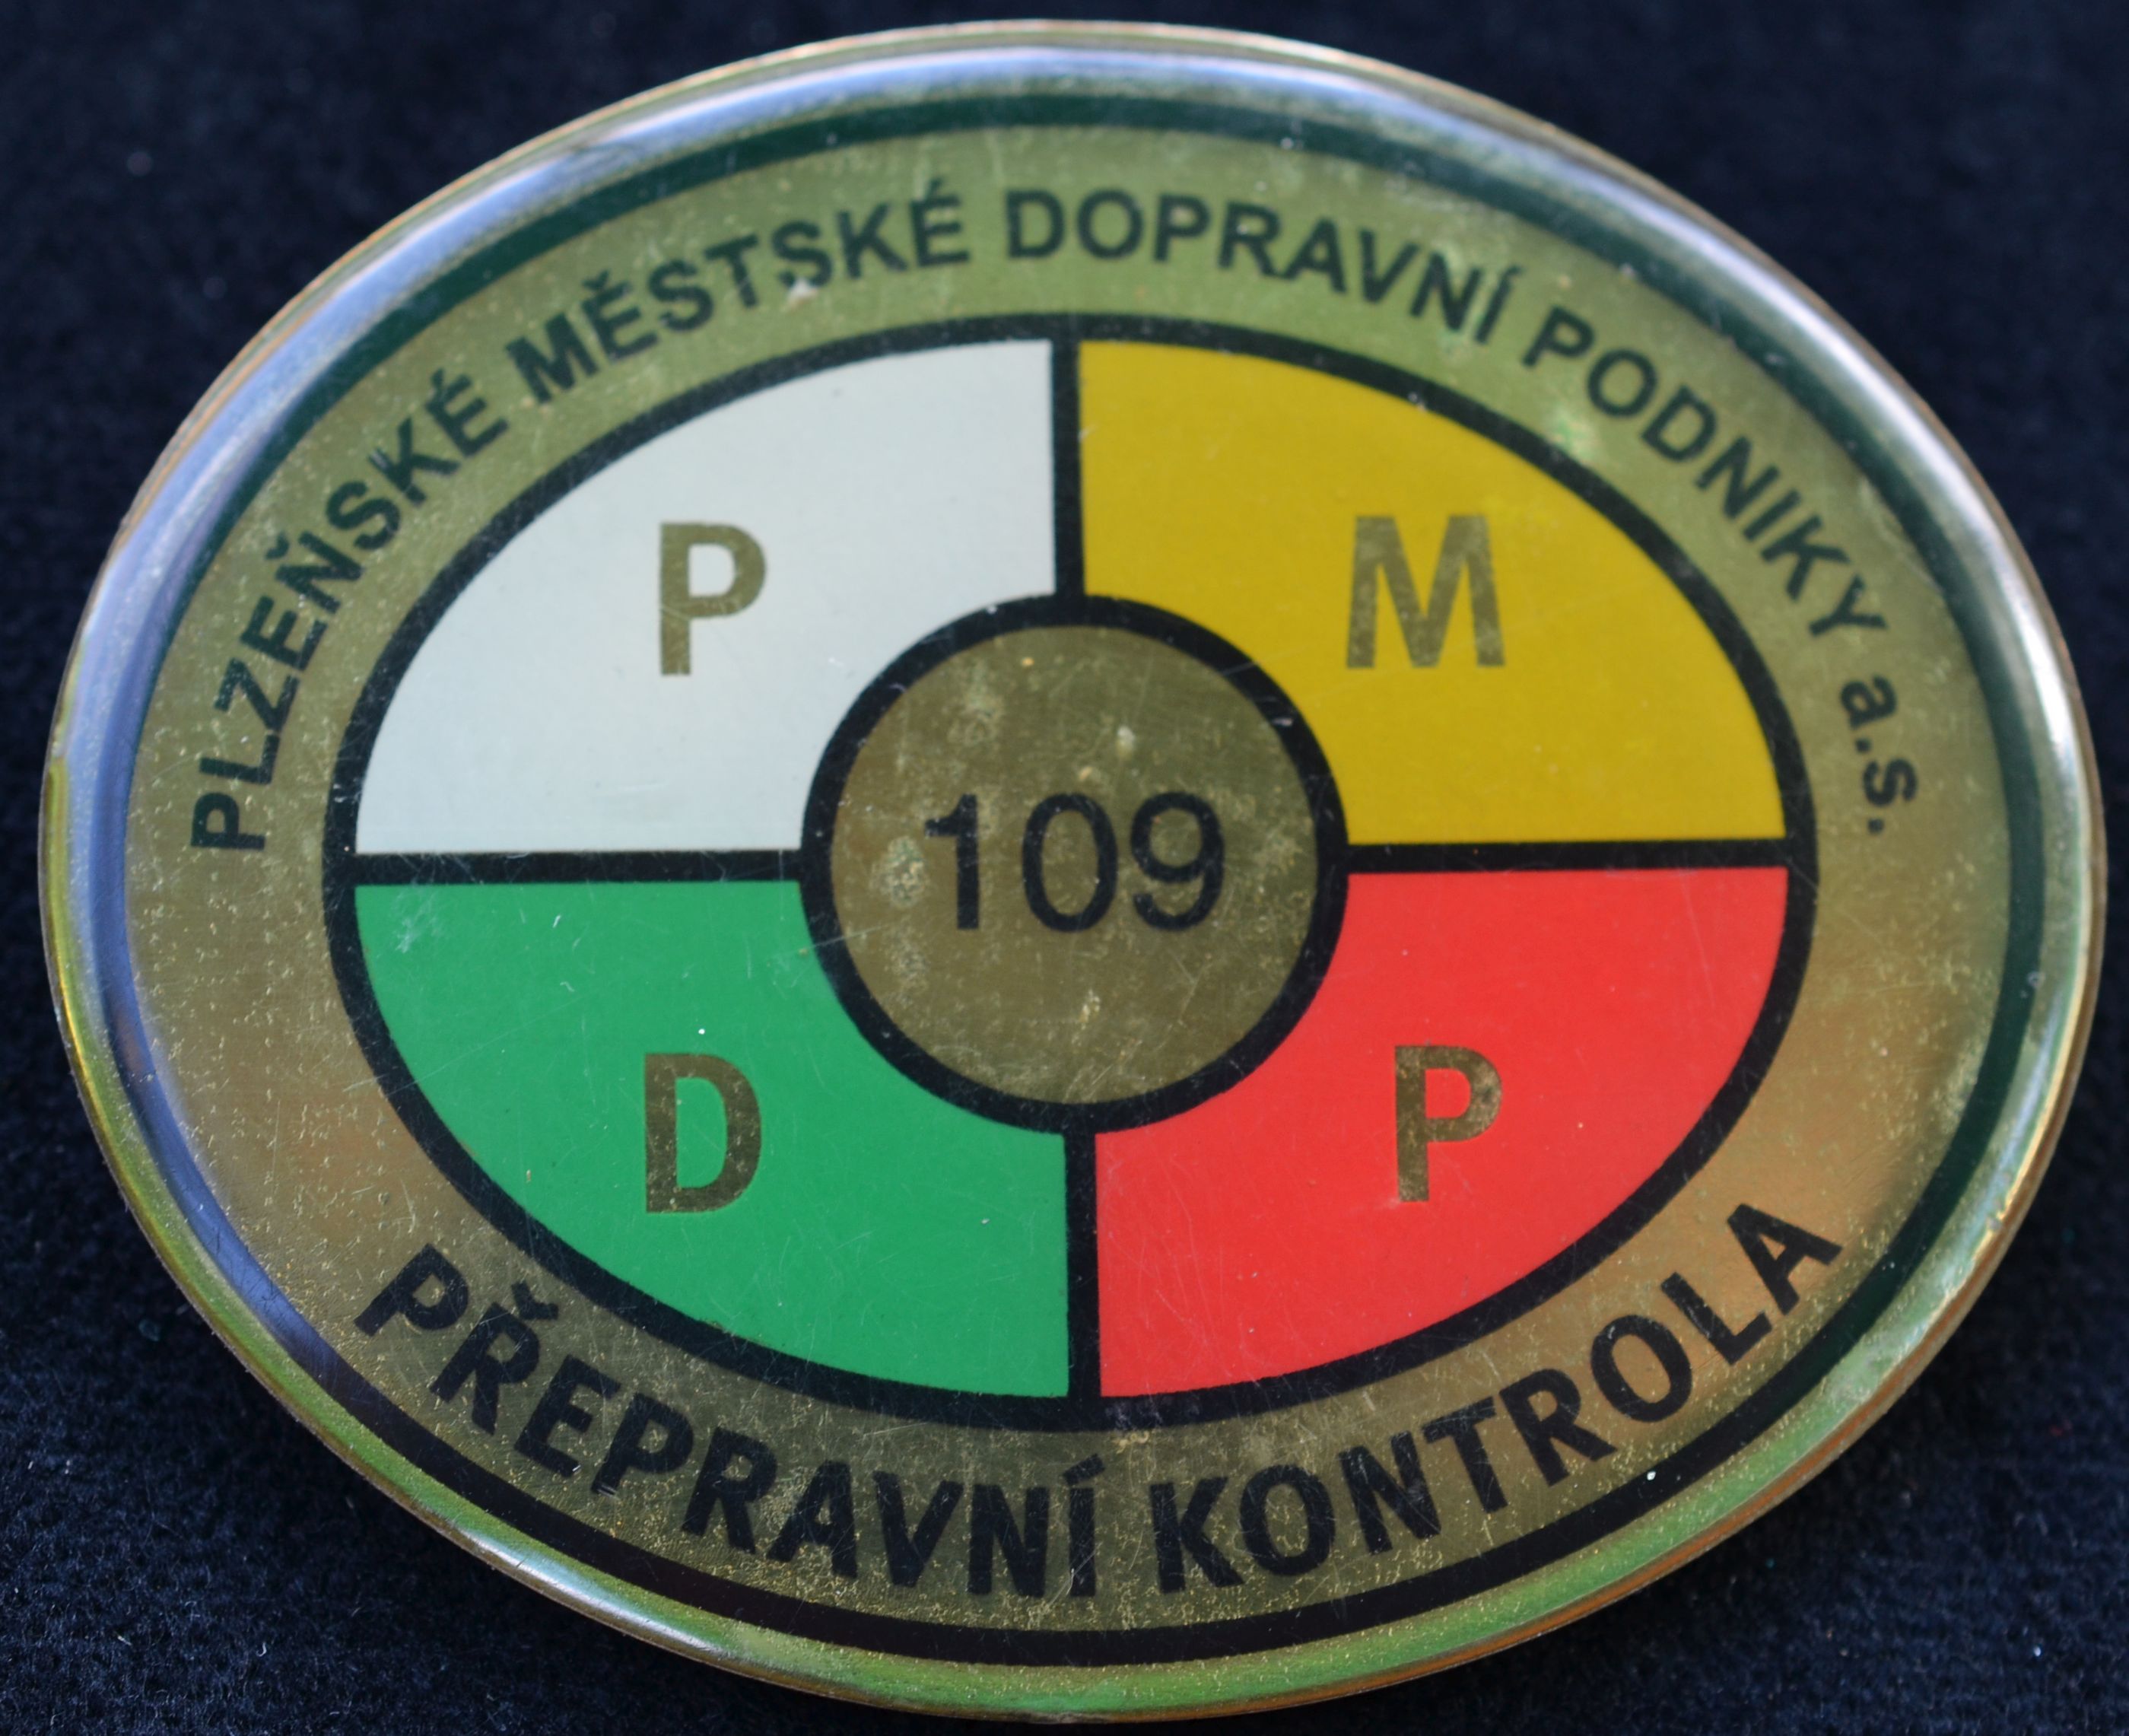 PLZEŇSKÉ MĚSTSKÉ DOPRAVNÍ PODNIKY a.s.
P
M
109
D
P
PŘEPRAVNÍ KONTROLA